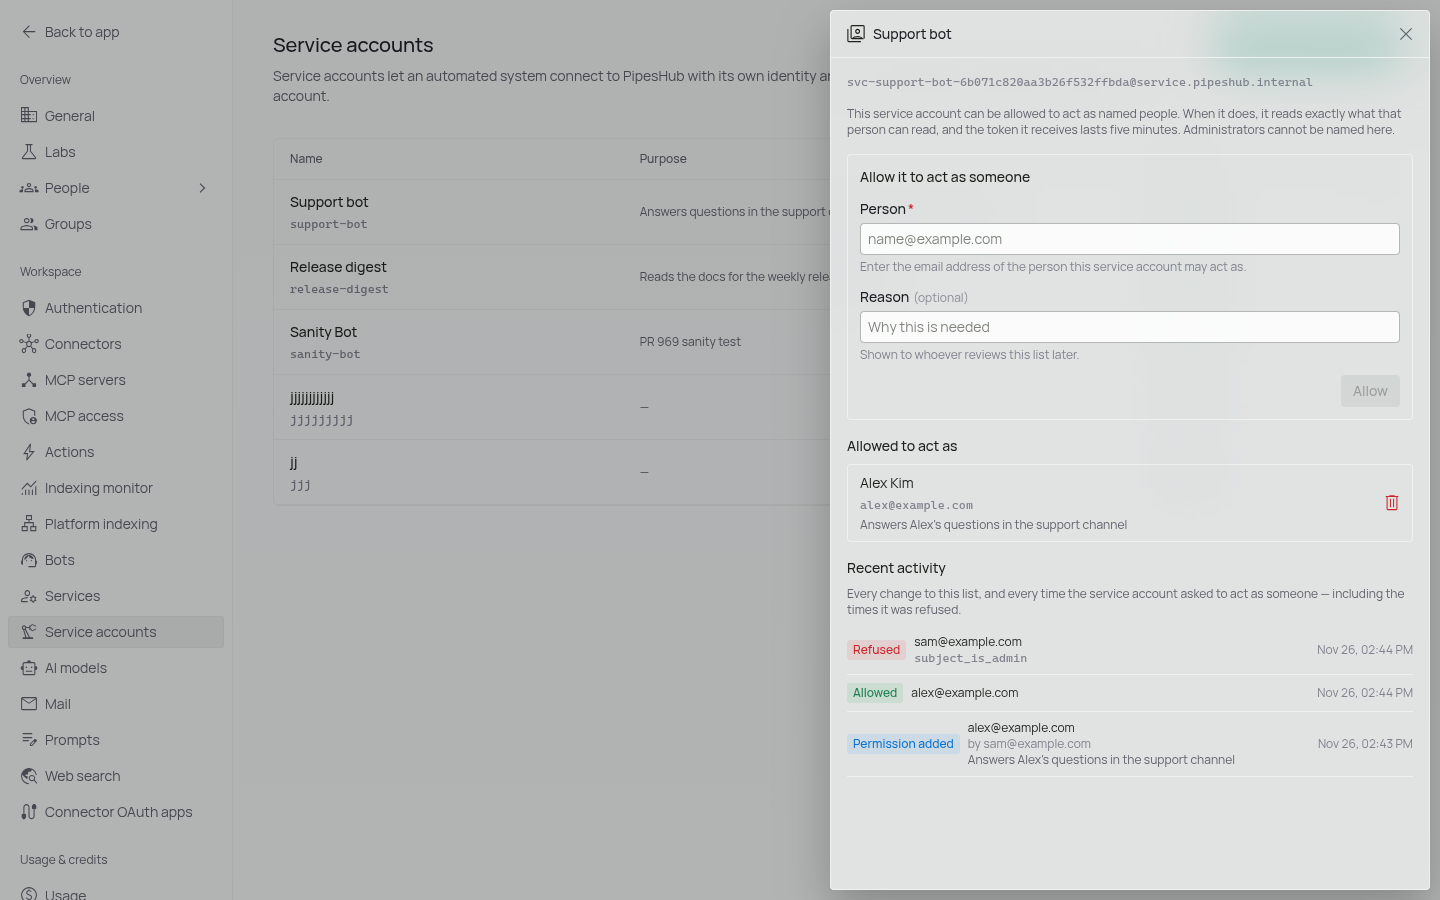 Back to app
Overview
General
Labs
People
Groups
Workspace
Authentication
Connectors
MCP servers
MCP access
Actions
Indexing monitor
Platform indexing
Bots
Services
Service accounts
AI models
Mail
Prompts
Web search
Connector OAuth apps
Usage & credits
Usage
Service accounts
Service accounts let an automated system connect to PipesHub with its own identity
account.
Name Purpose
Support bot
support-bot
Answers questions in the support
Release digest
release-digest
Reads the docs for the weekly
Sanity Bot
sanity-bot
PR 969 sanity test
jjjjjjjjjjjj
jjjjjjjjj
—
jj
jjj
—
Support bot
svc-support-bot-6b071c820aa3b26f532ffbda@service.pipeshub.internal
This service account can be allowed to act as named people. When it does, it reads exactly what that
person can read, and the token it receives lasts five minutes. Administrators cannot be named here.
Allow it to act as someone
Person *
name@example.com
Enter the email address of the person this service account may act as.
Reason (optional)
Why this is needed
Shown to whoever reviews this list later.
Allow
Allowed to act as
Alex Kim
alex@example.com
Answers Alex's questions in the support channel
Recent activity
Every change to this list, and every time the service account asked to act as someone — including the
times it was refused.
Refused sam@example.com Nov 26, 02:44 PM
subject_is_admin
Allowed alex@example.com Nov 26, 02:44 PM
alex@example.com
Permission added by sam@example.com Nov 26, 02:43 PM
Answers Alex's questions in the support channel